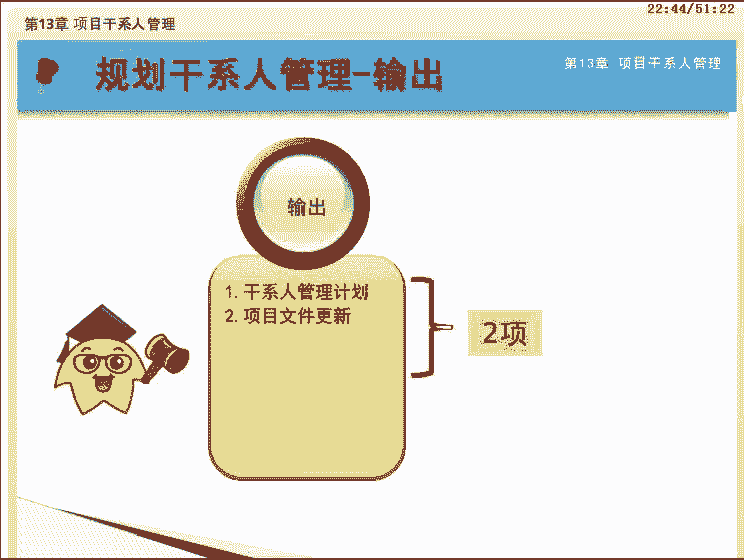 22:44/51:22
第13章 项目干系人管理
规划干系人管理-输出
第13章 项目干系人管理
输出
1. 干系人管理计划
2. 项目文件更新
2项